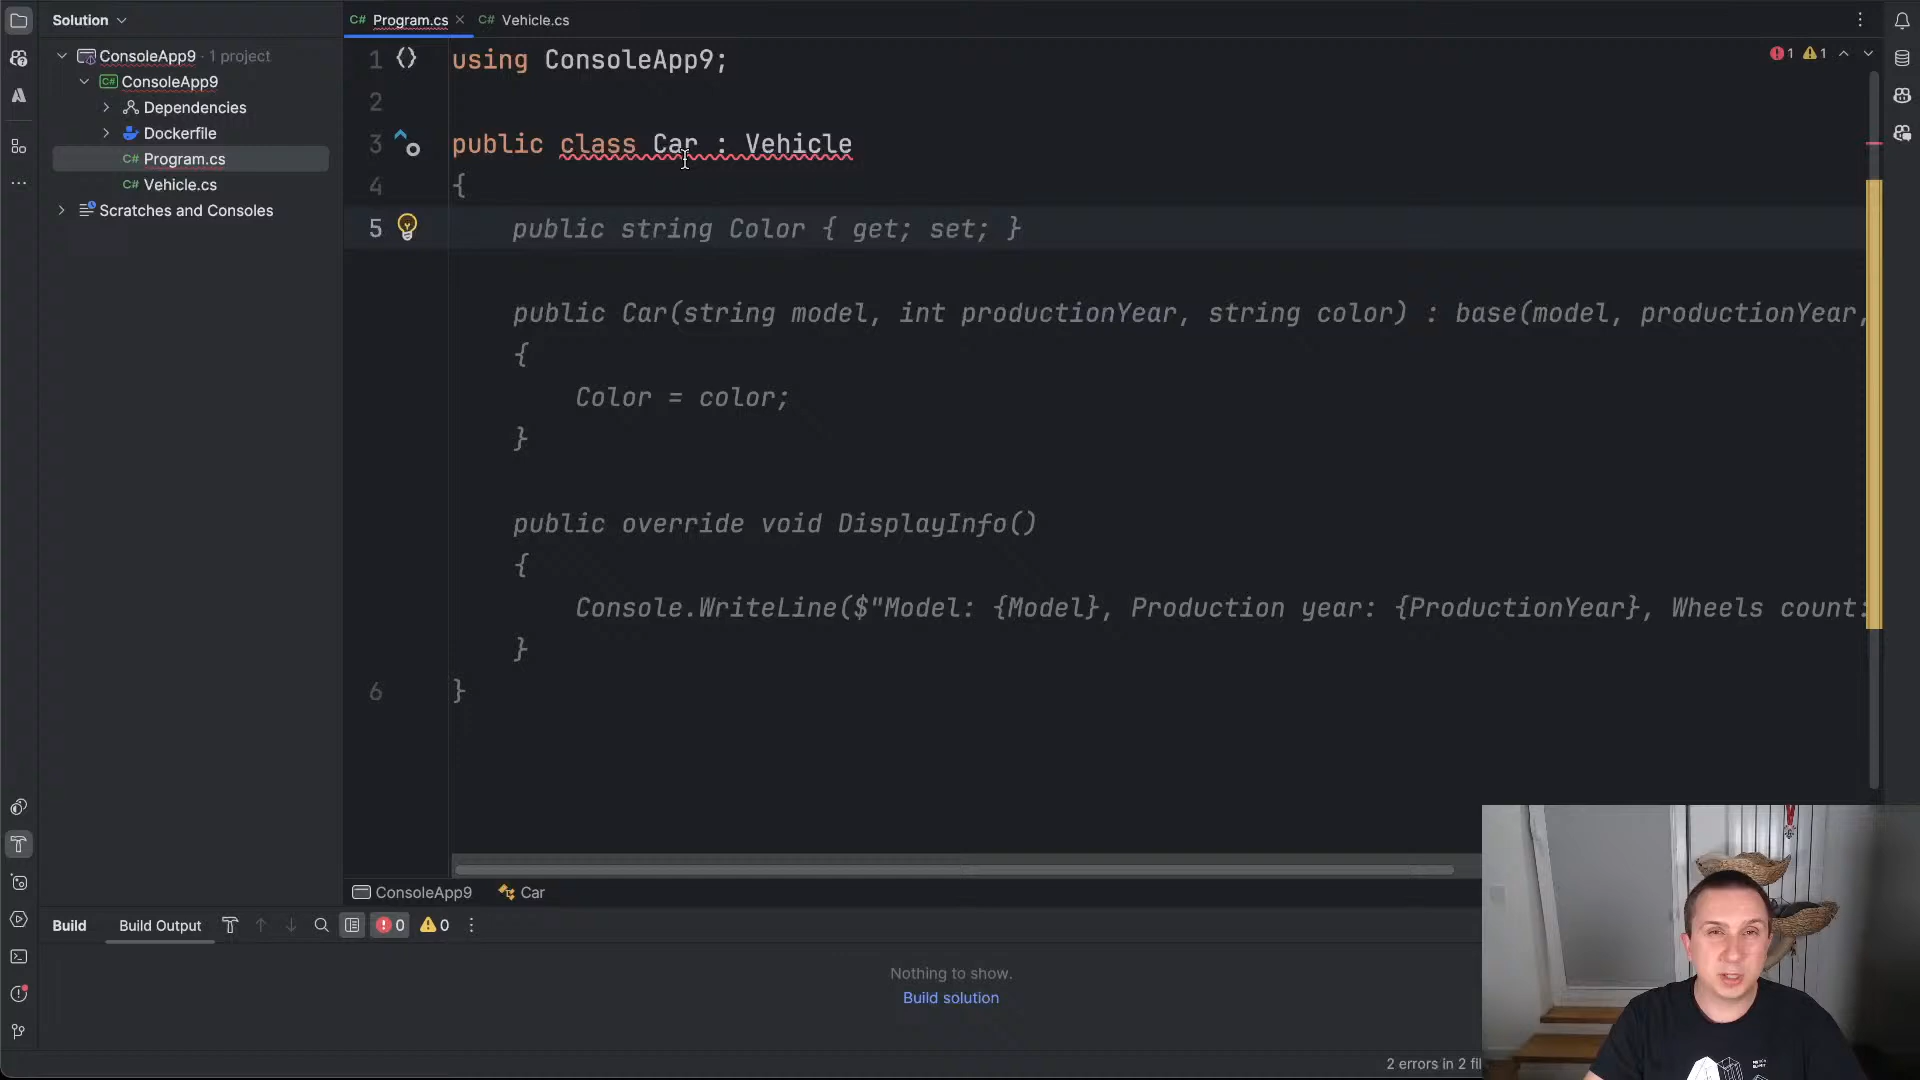 Solution
Program.cs
Vehicle.cs
ConsoleApp9 · 1 project
ConsoleApp9
Dependencies
Dockerfile
Program.cs
Vehicle.cs
Scratches and Consoles
1
1
1 using ConsoleApp9;
2
3 public class Car : Vehicle
4 {
5 public string Color { get; set; }
public Car(string model, int productionYear, string color) : base(model, productionYear,
{
Color = color;
}
public override void DisplayInfo()
{
Console.WriteLine($"Model: {Model}, Production year: {ProductionYear}, Wheels count:
}
6 }
ConsoleApp9 Car
Build Build Output 0 0
Nothing to show.
Build solution
2 errors in 2